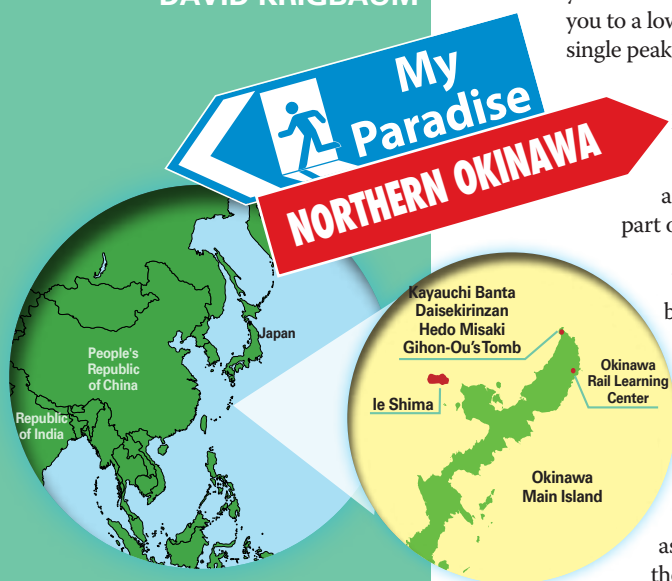 DAVID KRIGBAUM
you to a low
single peak
My
Paradise
NORTHERN OKINAWA
a
part o
b
Kayauchi Banta
Daisekirinzan
Hedo Misaki
Gihon-Ou's Tomb
Japan
People's
Republic
of China
Republic
of India
Ie Shima
Okinawa
Rail Learning
Center
Okinawa
Main Island
as
the